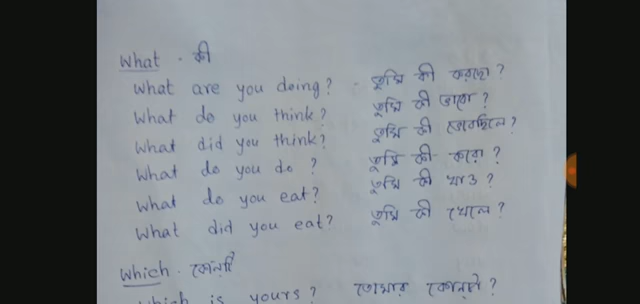 What - কী
What are you doing? - তুমি কী করছো?
What do you think? তুমি কী ভাবো?
What did you think? তুমি কী ভেবেছিলে?
What do you do? তুমি কী করো?
What do you eat? তুমি কী খাও?
What did you eat? তুমি কী খেলে?
Which - কোনটি
Which is yours? তোমার কোনটা?